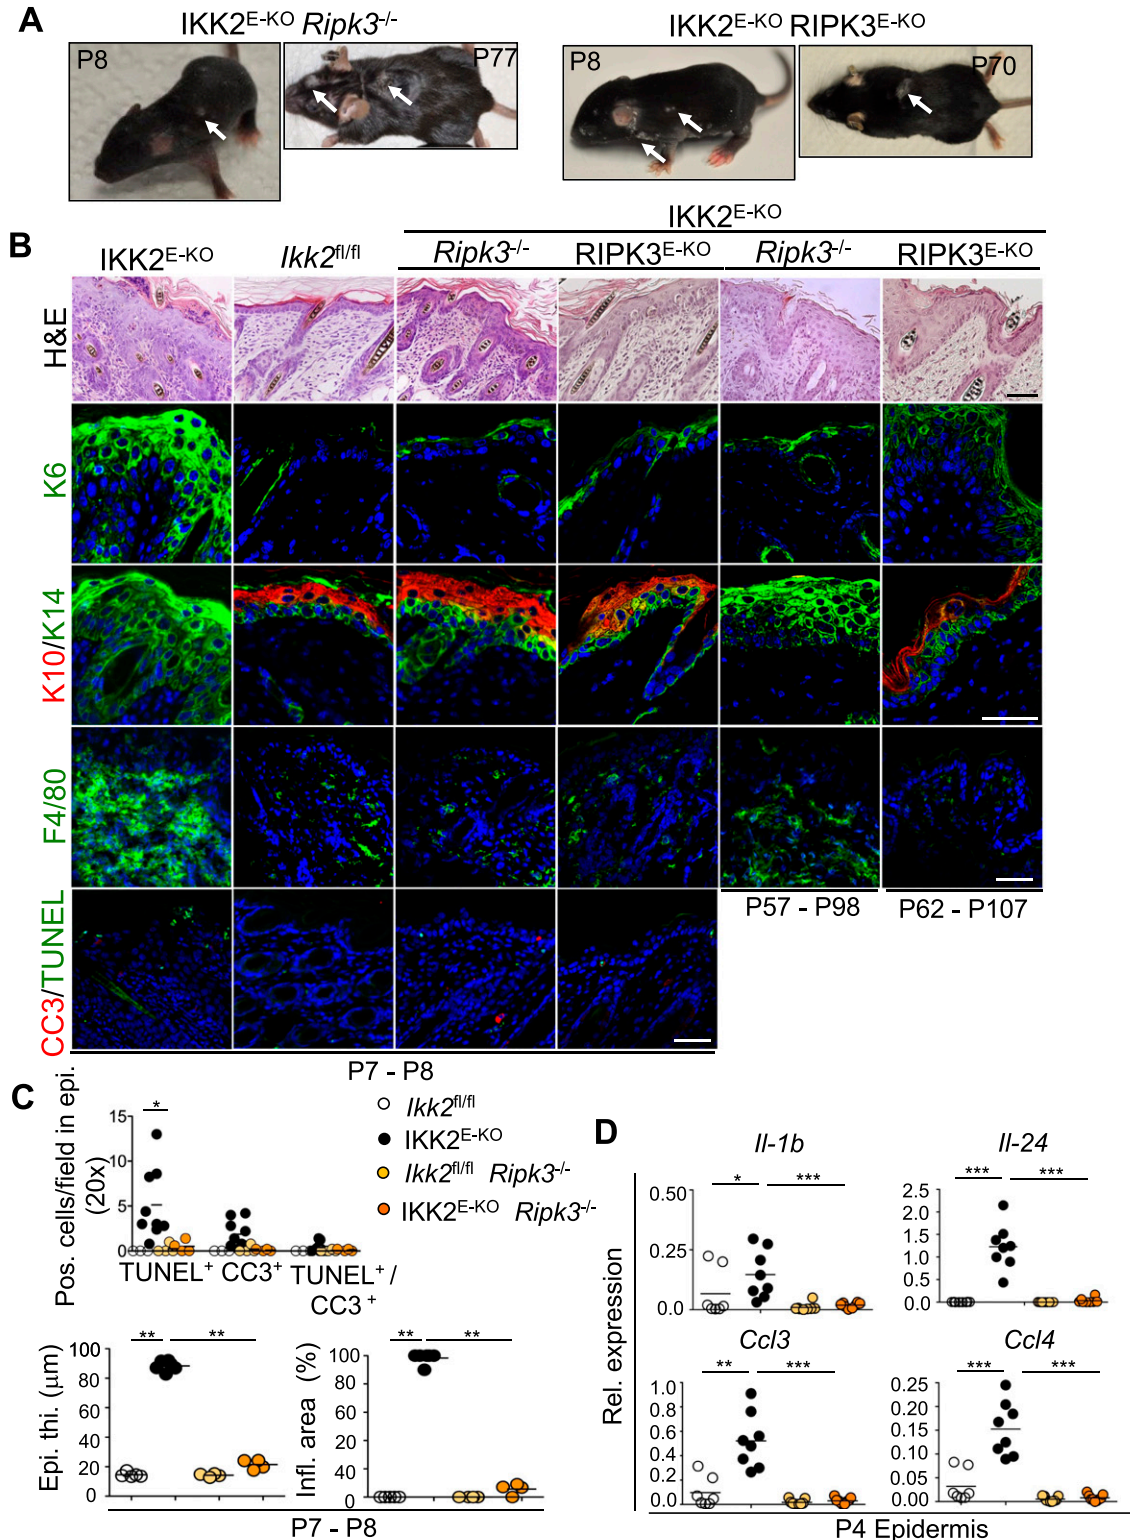 A
IKK2E-KO Ripk3-/-
IKK2E-KO RIPK3E-KO
P8
P77
P8
P70
IKK2E-KO
B
IKK2E-KO
Ikk2fl/fl
Ripk3-/-
RIPK3E-KO
Ripk3-/-
RIPK3E-KO
H&E
K6
K10/K14
F4/80
CC3/TUNEL
P57 - P98
P62 - P107
P7 - P8
C
Pos. cells/field in epi.
(20x)
15
10
5
0
*
TUNEL+ CC3+ TUNEL+/
CC3+
Ikk2fl/fl
IKK2E-KO
Ikk2fl/fl Ripk3-/-
IKK2E-KO Ripk3-/-
Epi. thi. (µm)
100
80
60
40
20
0
** **
Infl. area (%)
100
80
60
20
40
0
** **
P7 - P8
D
Rel. expression
Il-1b
* ***
0.50
0.25
0.0
Il-24
*** ***
2.5
2.0
1.5
1.0
0.5
0.0
Ccl3
** ***
1.0
0.8
0.6
0.4
0.2
0.0
Ccl4
*** ***
0.25
0.20
0.15
0.10
0.05
0.00
P4 Epidermis